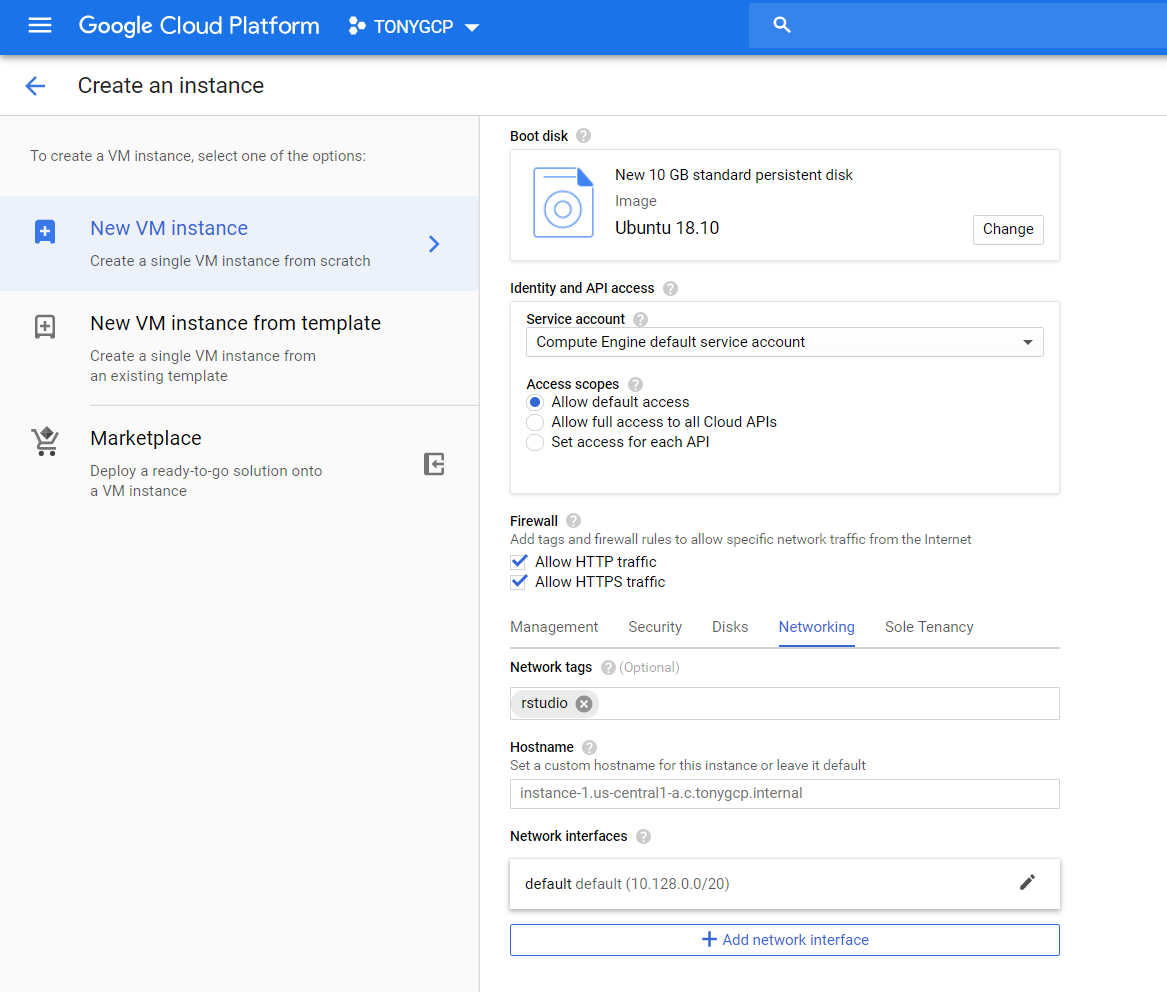 Google Cloud Platform TONYGCP
Create an instance
To create a VM instance, select one of the options:
New VM instance
Create a single VM instance from scratch
New VM instance from template
Create a single VM instance from
an existing template
Marketplace
Deploy a ready-to-go solution onto
a VM instance
Boot disk
New 10 GB standard persistent disk
Image
Ubuntu 18.10
Change
Identity and API access
Service account
Compute Engine default service account
Access scopes
Allow default access
Allow full access to all Cloud APIs
Set access for each API
Firewall
Add tags and firewall rules to allow specific network traffic from the Internet
Allow HTTP traffic
Allow HTTPS traffic
Management Security Disks Networking Sole Tenancy
Network tags (Optional)
rstudio
Hostname
Set a custom hostname for this instance or leave it default
instance-1.us-central1-a.c.tonygcp.internal
Network interfaces
default default (10.128.0.0/20)
+ Add network interface